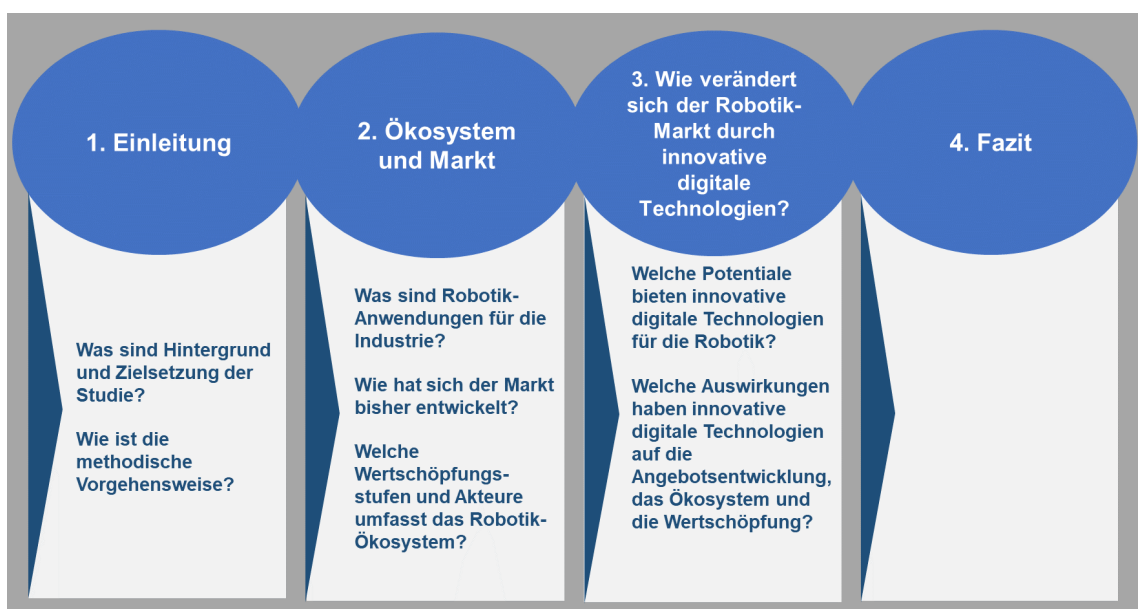 1. Einleitung
Was sind Hintergrund
und Zielsetzung der
Studie?
Wie ist die
methodische
Vorgehensweise?
2. Ökosystem
und Markt
Was sind Robotik-
Anwendungen für die
Industrie?
Wie hat sich der Markt
bisher entwickelt?
Welche
Wertschöpfungs-
stufen und Akteure
umfasst das Robotik-
Ökosystem?
3. Wie verändert
sich der Robotik-
Markt durch
innovative
digitale
Technologien?
Welche Potentiale
bieten innovative
digitale Technologien
für die Robotik?
Welche Auswirkungen
haben innovative
digitale Technologien
auf die
Angebotsentwicklung,
das Ökosystem und
die Wertschöpfung?
4. Fazit